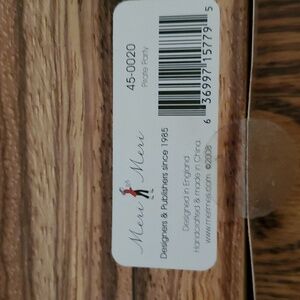 45-0020
Pirate Party
6 36997 15779 5
Meri Meri
Designers & Publishers since 1985
Designed in England
Handcrafted & made in China
www.merimeri.com ©2008